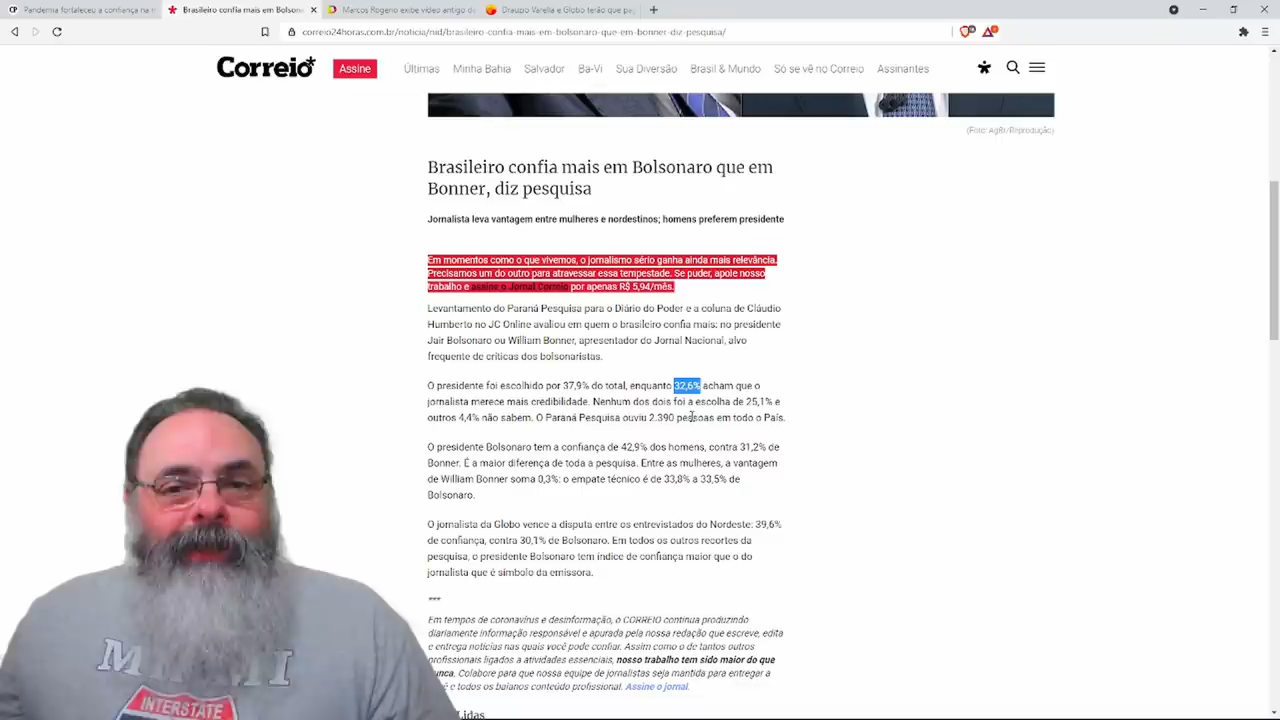 Pandemia fortaleceu a confiança na
Brasileiro confia mais em Bolsona
Marcos Rogerio exibe vídeo antigo de
Drauzio Varella e Globo terão que pag
correio24horas.com.br/noticia/nid/brasileiro-confia-mais-em-bolsonaro-que-em-bonner-diz-pesquisa/
Correio*
Assine
Últimas Minha Bahia Salvador Ba-Vi Sua Diversão Brasil & Mundo Só se vê no Correio Assinantes
(Foto: AgBr/Reprodução)
Brasileiro confia mais em Bolsonaro que em
Bonner, diz pesquisa
Jornalista leva vantagem entre mulheres e nordestinos; homens preferem presidente
Em momentos como o que vivemos, o jornalismo sério ganha ainda mais relevância.
Precisamos um do outro para atravessar essa tempestade. Se puder, apoie nosso
trabalho e assine o Jornal Correio por apenas R$ 5,94/mês.
Levantamento do Paraná Pesquisa para o Diário do Poder e a coluna de Cláudio
Humberto no JC Online avaliou em quem o brasileiro confia mais: no presidente
Jair Bolsonaro ou William Bonner, apresentador do Jornal Nacional, alvo
frequente de críticas dos bolsonaristas.
O presidente foi escolhido por 37,9% do total, enquanto 32,6% acham que o
jornalista merece mais credibilidade. Nenhum dos dois foi a escolha de 25,1% e
outros 4,4% não sabem. O Paraná Pesquisa ouviu 2.390 pessoas em todo o País.
O presidente Bolsonaro tem a confiança de 42,9% dos homens, contra 31,2% de
Bonner. É a maior diferença de toda a pesquisa. Entre as mulheres, a vantagem
de William Bonner soma 0,3%: o empate técnico é de 33,8% a 33,5% de
Bolsonaro.
O jornalista da Globo vence a disputa entre os entrevistados do Nordeste: 39,6%
de confiança, contra 30,1% de Bolsonaro. Em todos os outros recortes da
pesquisa, o presidente Bolsonaro tem índice de confiança maior que o do
jornalista que é símbolo da emissora.
***
Em tempos de coronavírus e desinformação, o CORREIO continua produzindo
diariamente informação responsável e apurada pela nossa redação que escreve, edita
e entrega notícias nas quais você pode confiar. Assim como o de tantos outros
profissionais ligados a atividades essenciais, nosso trabalho tem sido maior do que
nunca. Colabore para que nossa equipe de jornalistas seja mantida para entregar a
e todos os baianos conteúdo profissional. Assine o jornal.
Lidas
INTERSTATE